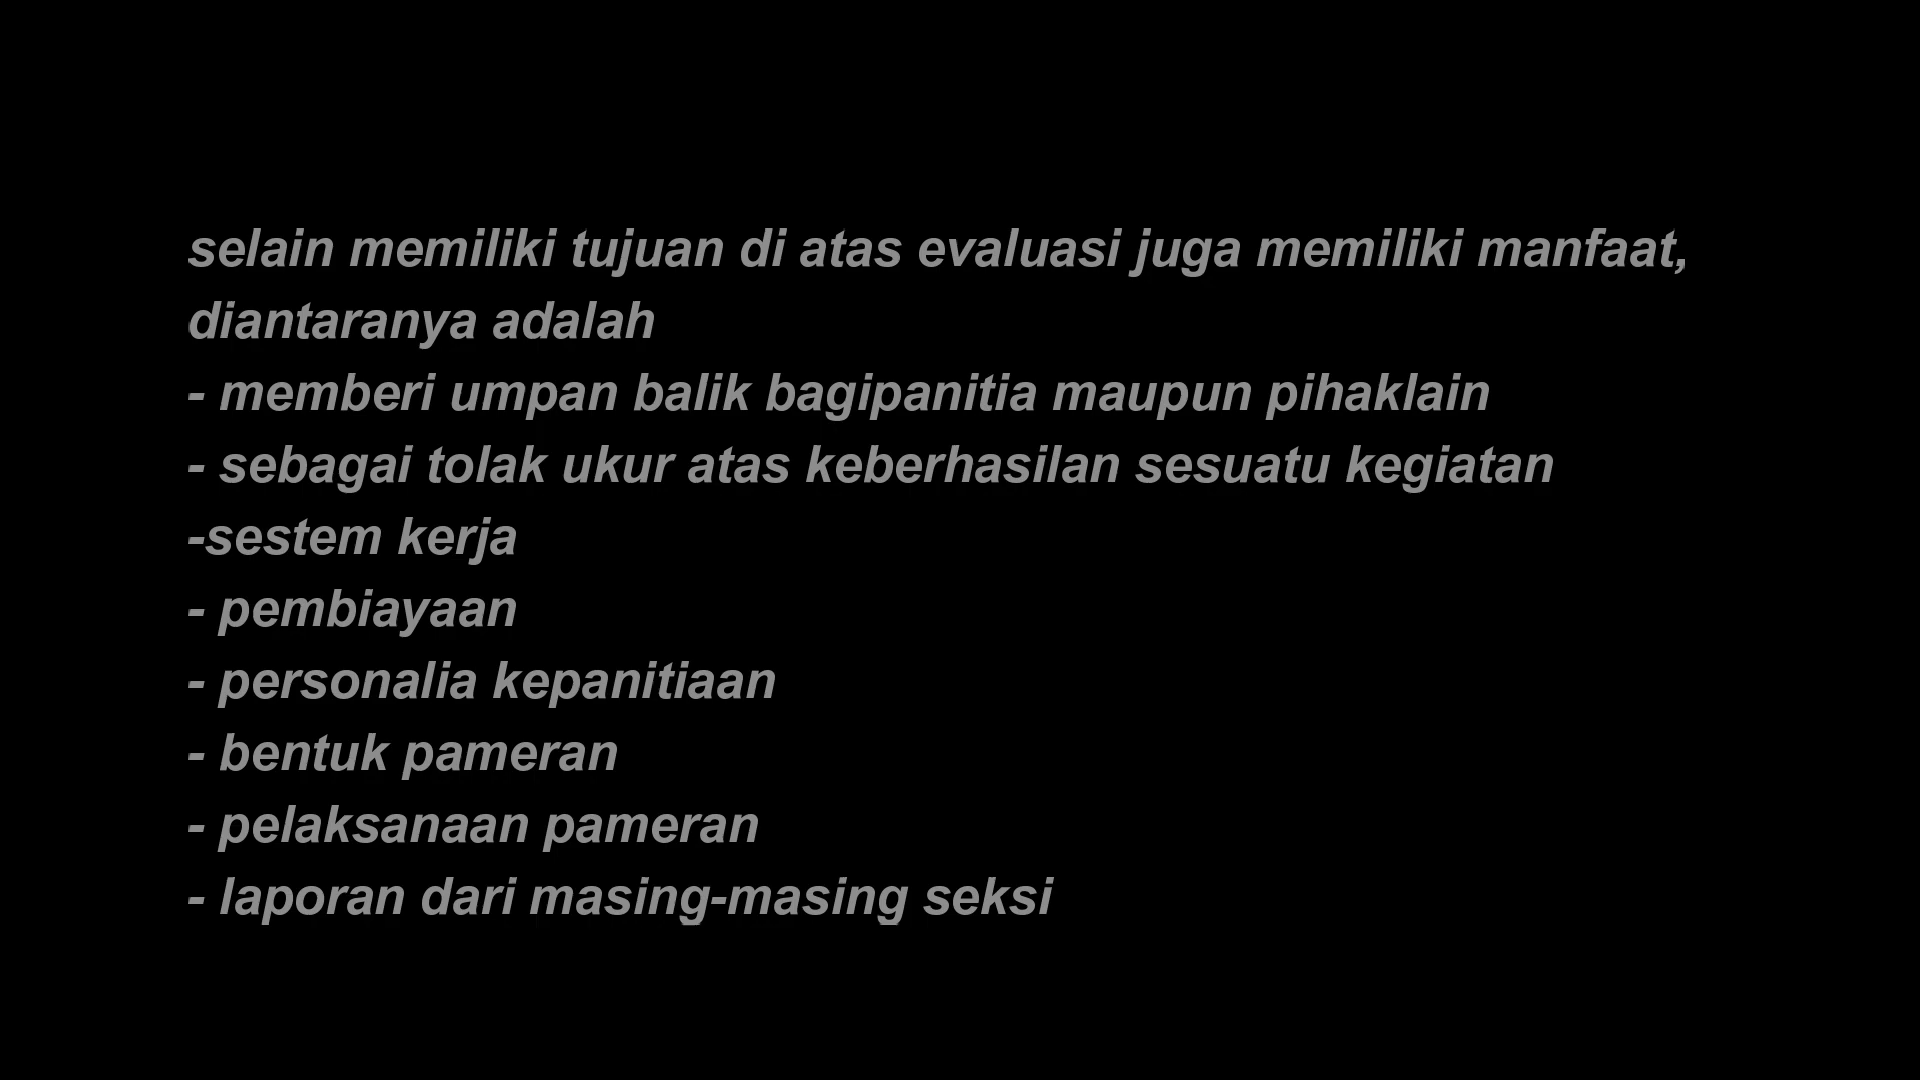 selain memiliki tujuan di atas evaluasi juga memiliki manfaat,
diantaranya adalah
- memberi umpan balik bagipanitia maupun pihaklain
- sebagai tolak ukur atas keberhasilan sesuatu kegiatan
-sestem kerja
- pembiayaan
- personalia kepanitiaan
- bentuk pameran
- pelaksanaan pameran
- laporan dari masing-masing seksi